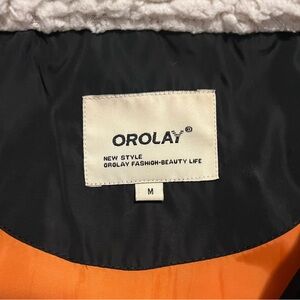 OROLAY®
NEW STYLE
OROLAY FASHION-BEAUTY LIFE
M